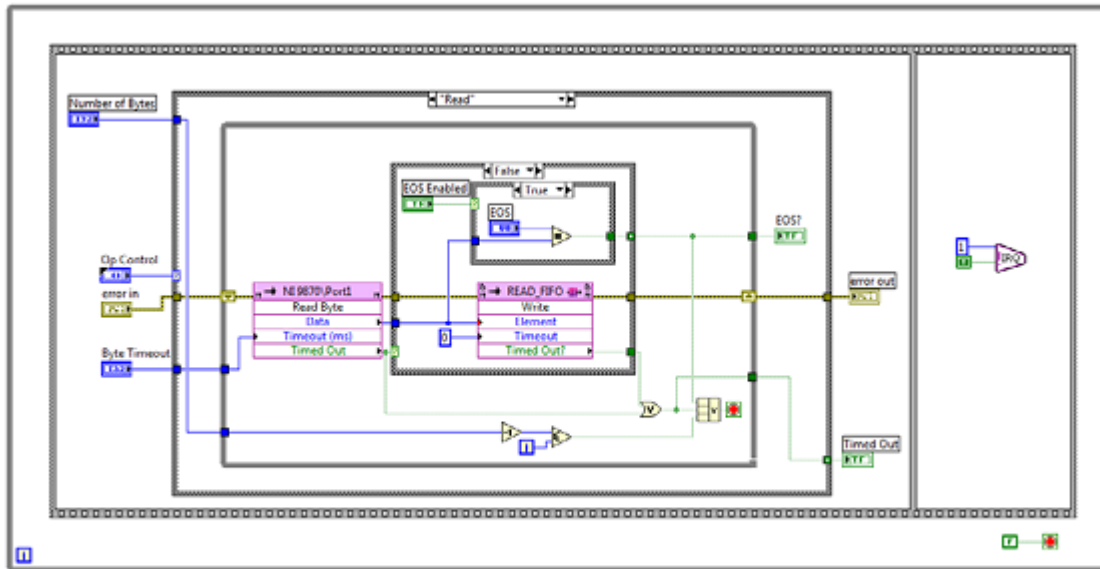 "Read"
Number of Bytes
False
EOS Enabled
True
EOS
EOS?
Op Control
error in
NI 9870\Port1
Read Byte
Data
Timeout (ms)
Timed Out
READ_FIFO
Write
Element
Timeout
Timed Out?
0
error out
Byte Timeout
-1
i
Timed Out
1
IRQ
i
F